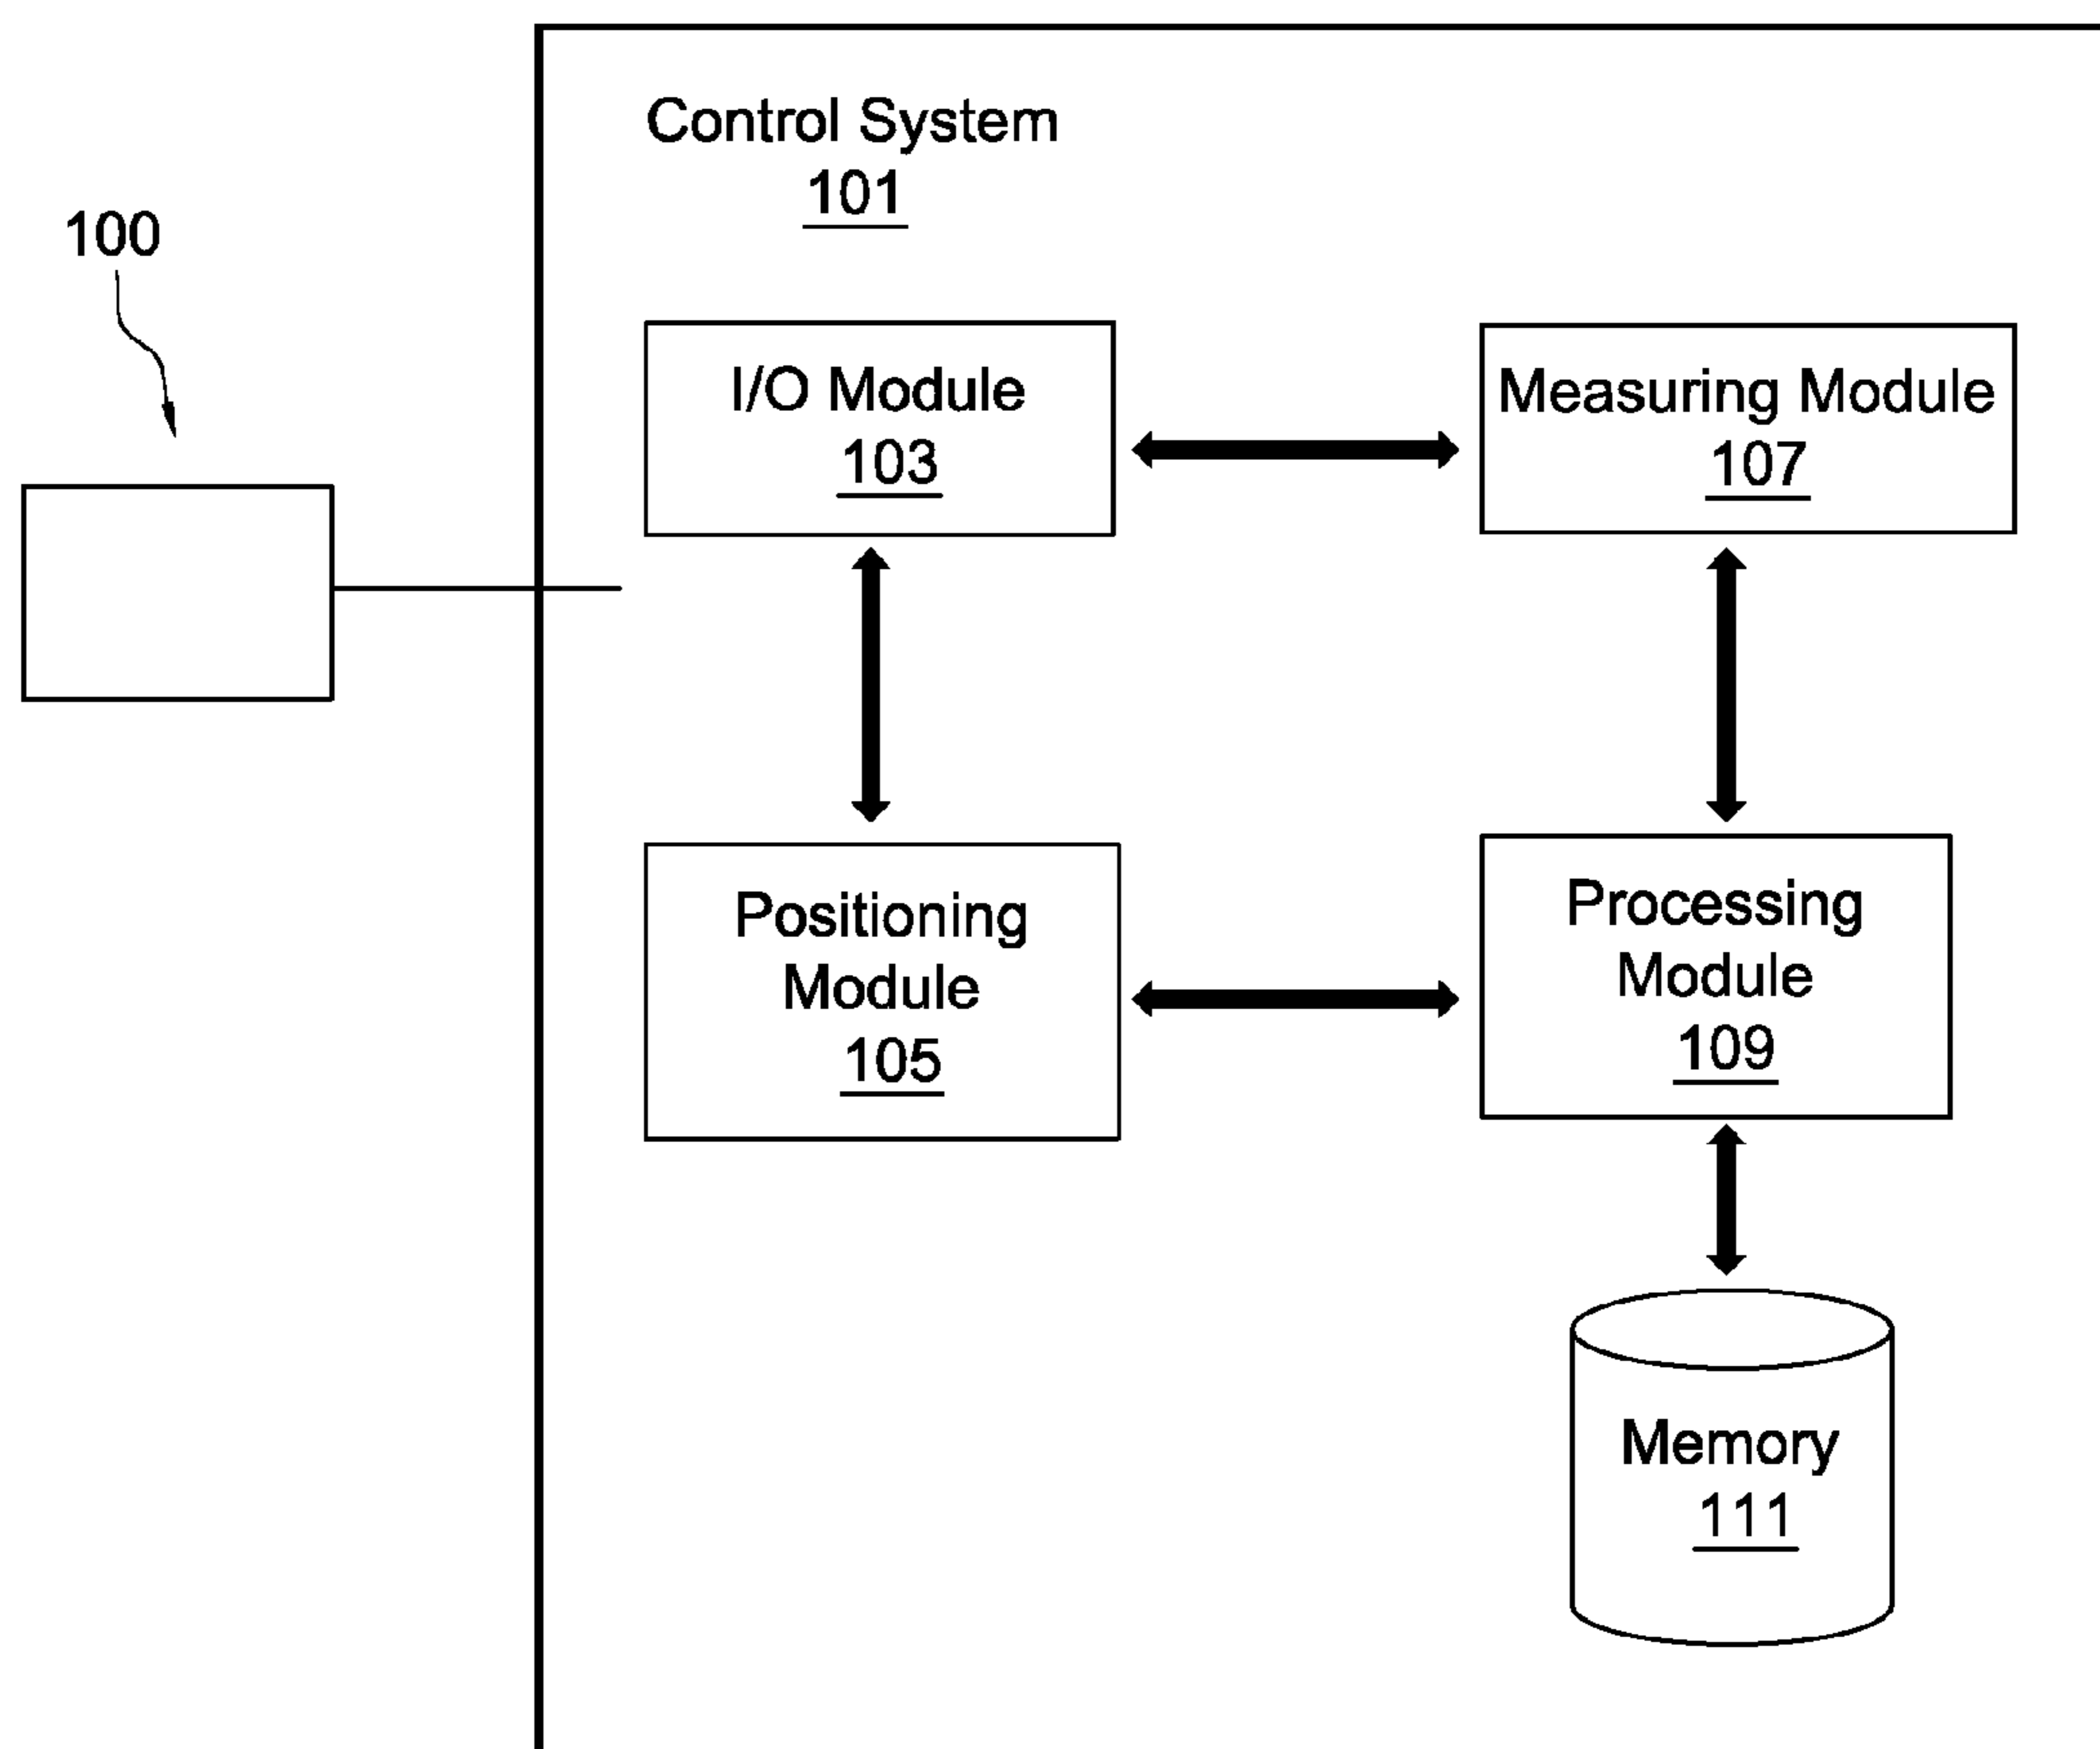 Control System
101
100
I/O Module
103
Measuring Module
107
Positioning
Module
105
Processing
Module
109
Memory
111